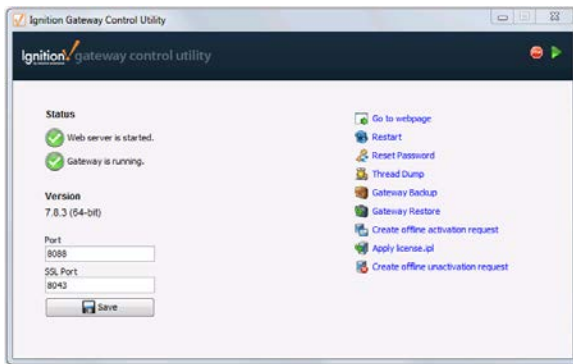 Ignition Gateway Control Utility
Ignition gateway control utility
Status
Web server is started.
Gateway is running.
Version
7.8.3 (64-bit)
Port
8088
SSL Port
8043
Save
Go to webpage
Restart
Reset Password
Thread Dump
Gateway Backup
Gateway Restore
Create offline activation request
Apply license.ipl
Create offline unactivation request